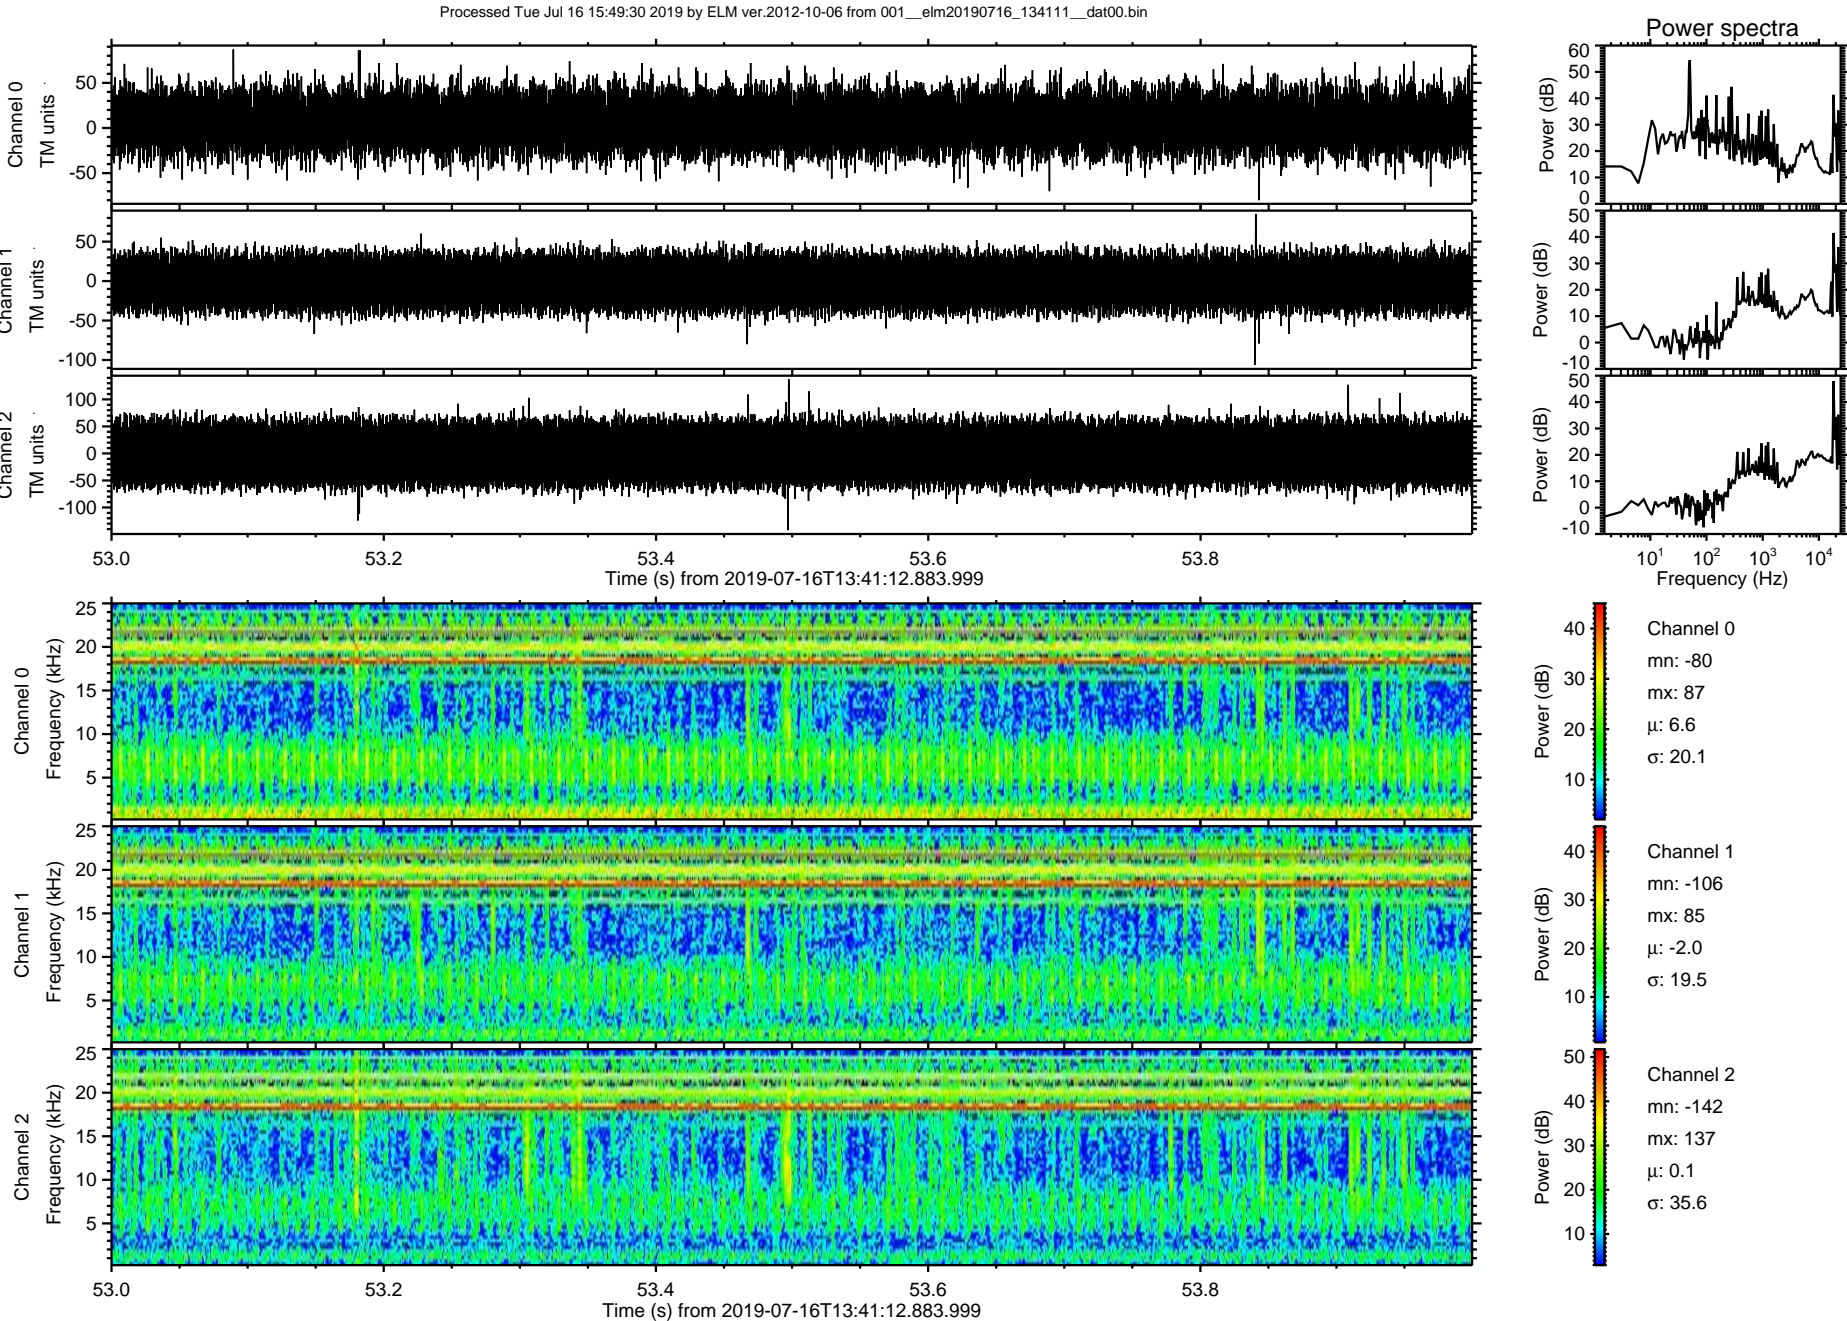 Processed Tue Jul 16 15:49:30 2019 by ELM ver.2012-10-06 from 001__elm20190716_134111__dat00.bin
Power spectra
Channel 0
TM units
50
0
-50
Power (dB)
60
50
40
30
20
10
0
Channel 1
TM units
50
0
-50
-100
Power (dB)
50
40
30
20
10
0
-10
Channel 2
TM units
100
50
0
-50
-100
Power (dB)
50
40
30
20
10
0
-10
53.0 53.2 53.4 53.6 53.8
Time (s) from 2019-07-16T13:41:12.883.999
10^1 10^2 10^3 10^4
Frequency (Hz)
Channel 0
Frequency (kHz)
25
20
15
10
5
Power (dB)
40
30
20
10
Channel 0
mn: -80
mx: 87
μ: 6.6
σ: 20.1
Channel 1
Frequency (kHz)
25
20
15
10
5
Power (dB)
40
30
20
10
Channel 1
mn: -106
mx: 85
μ: -2.0
σ: 19.5
Channel 2
Frequency (kHz)
25
20
15
10
5
Power (dB)
50
40
30
20
10
Channel 2
mn: -142
mx: 137
μ: 0.1
σ: 35.6
53.0 53.2 53.4 53.6 53.8
Time (s) from 2019-07-16T13:41:12.883.999